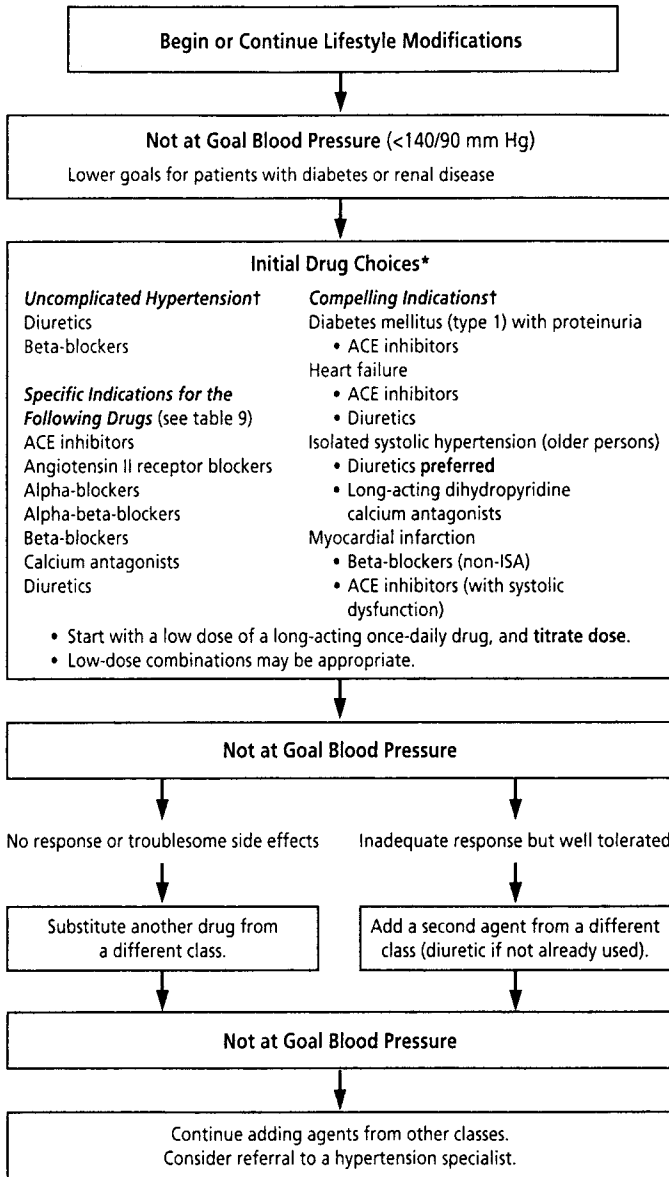 Begin or Continue Lifestyle Modifications
Not at Goal Blood Pressure (<140/90 mm Hg)
Lower goals for patients with diabetes or renal disease
Initial Drug Choices*
Uncomplicated Hypertension†
Diuretics
Beta-blockers
Specific Indications for the
Following Drugs (see table 9)
ACE inhibitors
Angiotensin II receptor blockers
Alpha-blockers
Alpha-beta-blockers
Beta-blockers
Calcium antagonists
Diuretics
Compelling Indications†
Diabetes mellitus (type 1) with proteinuria
• ACE inhibitors
Heart failure
• ACE inhibitors
• Diuretics
Isolated systolic hypertension (older persons)
• Diuretics preferred
• Long-acting dihydropyridine
calcium antagonists
Myocardial infarction
• Beta-blockers (non-ISA)
• ACE inhibitors (with systolic
dysfunction)
• Start with a low dose of a long-acting once-daily drug, and titrate dose.
• Low-dose combinations may be appropriate.
Not at Goal Blood Pressure
No response or troublesome side effects
Inadequate response but well tolerated
Substitute another drug from
a different class.
Add a second agent from a different
class (diuretic if not already used).
Not at Goal Blood Pressure
Continue adding agents from other classes.
Consider referral to a hypertension specialist.